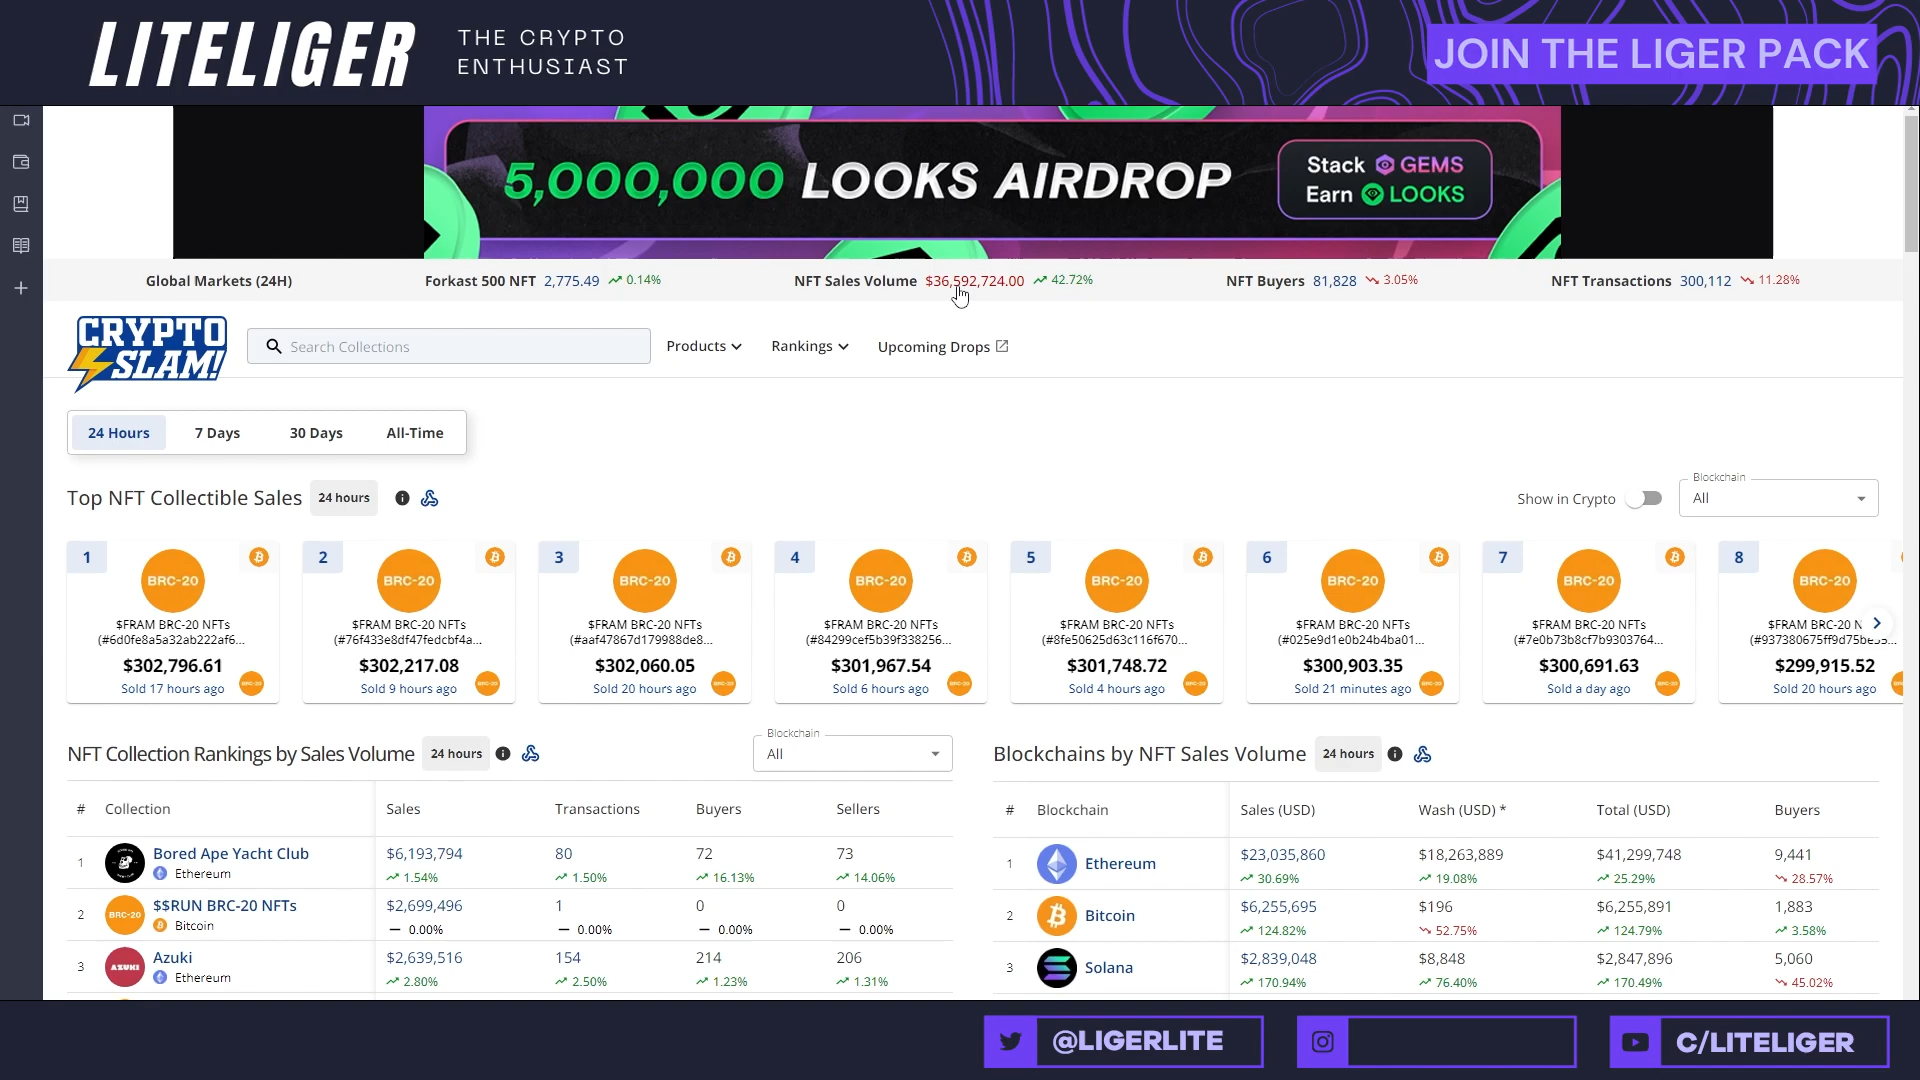 LITELIGER
THE CRYPTO
ENTHUSIAST
JOIN THE LIGER PACK
5,000,000 LOOKS AIRDROP
Stack GEMS
Earn LOOKS
Global Markets (24H)
Forkast 500 NFT 2,775.49 0.14%
NFT Sales Volume $36,592,724.00 42.72%
NFT Buyers 81,828 3.05%
NFT Transactions 300,112 11.28%
CRYPTO
SLAM!
Search Collections
Products
Rankings
Upcoming Drops
24 Hours
7 Days
30 Days
All-Time
Top NFT Collectible Sales 24 hours
Show in Crypto
Blockchain
All
1
BRC-20
$FRAM BRC-20 NFTs
(#6d0fe8a5a32ab222af6...
$302,796.61
Sold 17 hours ago
2
BRC-20
$FRAM BRC-20 NFTs
(#76f433e8df47fedcbf4a...
$302,217.08
Sold 9 hours ago
3
BRC-20
$FRAM BRC-20 NFTs
(#aaf47867d179988de8...
$302,060.05
Sold 20 hours ago
4
BRC-20
$FRAM BRC-20 NFTs
(#84299cef5b39f338256...
$301,967.54
Sold 6 hours ago
5
BRC-20
$FRAM BRC-20 NFTs
(#8fe50625d63c116f670...
$301,748.72
Sold 4 hours ago
6
BRC-20
$FRAM BRC-20 NFTs
(#025e9d1e0b24b4ba01...
$300,903.35
Sold 21 minutes ago
7
BRC-20
$FRAM BRC-20 NFTs
(#7e0b73b8cf7b9303764...
$300,691.63
Sold a day ago
8
BRC-20
$FRAM BRC-20 N
$299,915.52
Sold 20 hours ago
NFT Collection Rankings by Sales Volume 24 hours
Blockchain
All
# Collection Sales Transactions Buyers Sellers
1 Bored Ape Yacht Club $6,193,794 80 72 73
Ethereum 1.54% 1.50% 16.13% 14.06%
2 BRC-20 $$RUN BRC-20 NFTs $2,699,496 1 0 0
Bitcoin 0.00% 0.00% 0.00% 0.00%
3 AZUKI Azuki $2,639,516 154 214 206
Ethereum 2.80% 2.50% 1.23% 1.31%
Blockchains by NFT Sales Volume 24 hours
# Blockchain Sales (USD) Wash (USD) * Total (USD) Buyers
1 Ethereum $23,035,860 $18,263,889 $41,299,748 9,441
30.69% 19.08% 25.29% 28.57%
2 Bitcoin $6,255,695 $196 $6,255,891 1,883
124.82% 52.75% 124.79% 3.58%
3 Solana $2,839,048 $8,848 $2,847,896 5,060
170.94% 76.40% 170.49% 45.02%
@LIGERLITE
C/LITELIGER